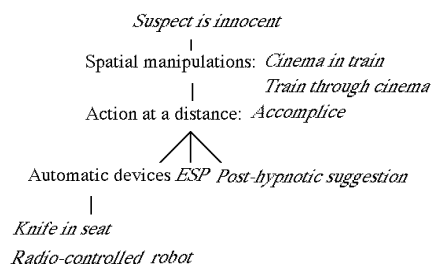 Suspect is innocent
Spatial manipulations: Cinema in train
Train through cinema
Action at a distance: Accomplice
Automatic devices ESP Post-hypnotic suggestion
Knife in seat
Radio-controlled robot